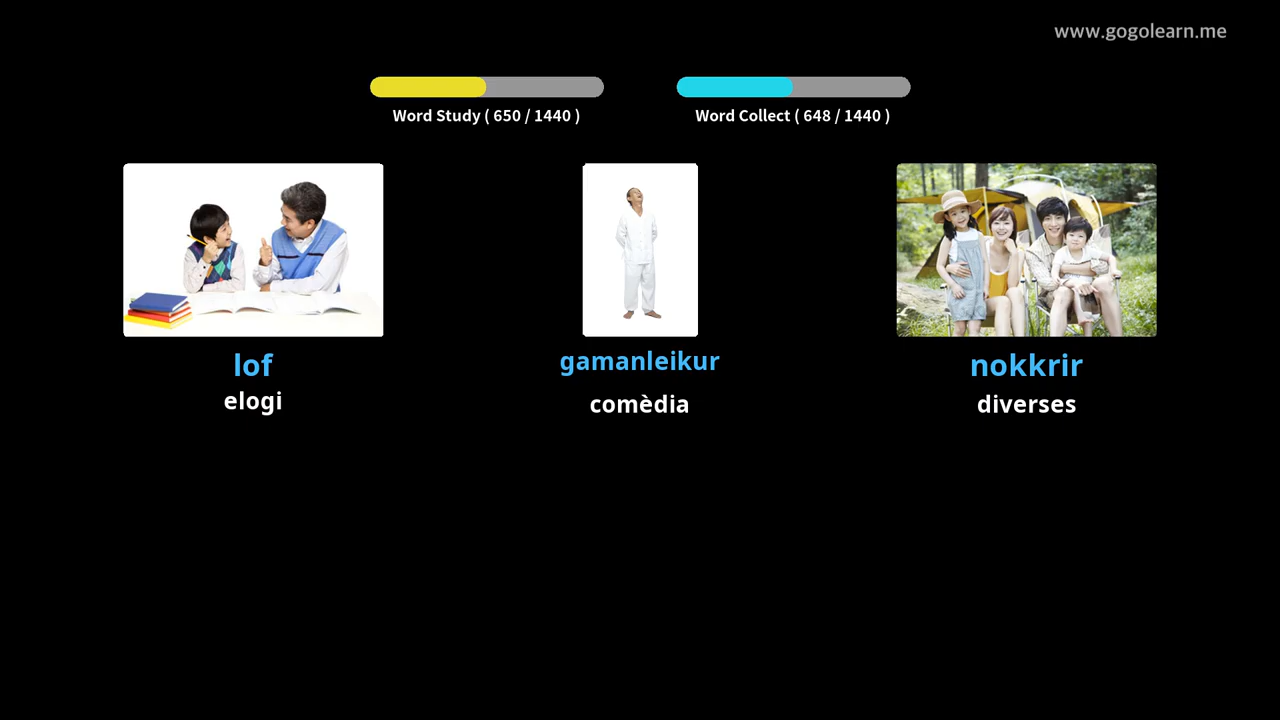 www.gogolearn.me
Word Study ( 650 / 1440 )
Word Collect ( 648 / 1440 )
lof
elogi
gamanleikur
comèdia
nokkrir
diverses